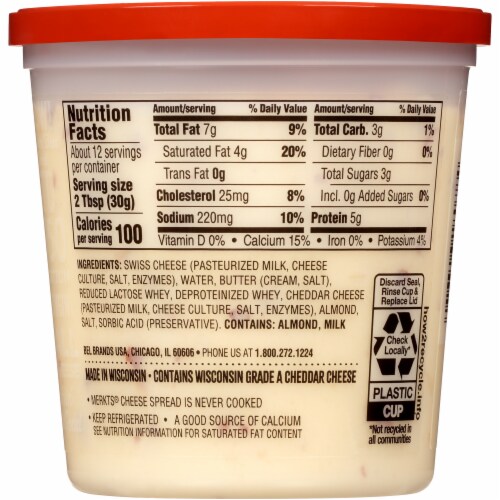 Nutrition
Facts
About 12 servings
per container
Serving size
2 Tbsp (30g)
Calories
per serving 100
Amount/serving % Daily Value
Total Fat 7g 9%
Saturated Fat 4g 20%
Trans Fat 0g
Cholesterol 25mg 8%
Sodium 220mg 10%
Amount/serving % Daily Value
Total Carb. 3g 1%
Dietary Fiber 0g 0%
Total Sugars 3g
Incl. 0g Added Sugars 0%
Protein 5g
Vitamin D 0% • Calcium 15% • Iron 0% • Potassium 4%
INGREDIENTS: SWISS CHEESE (PASTEURIZED MILK, CHEESE
CULTURE, SALT, ENZYMES), WATER, BUTTER (CREAM, SALT),
REDUCED LACTOSE WHEY, DEPROTEINIZED WHEY, CHEDDAR CHEESE
(PASTEURIZED MILK, CHEESE CULTURE, SALT, ENZYMES), ALMOND,
SALT, SORBIC ACID (PRESERVATIVE). CONTAINS: ALMOND, MILK
BEL BRANDS USA, CHICAGO, IL 60606 • PHONE US AT 1.800.272.1224
MADE IN WISCONSIN • CONTAINS WISCONSIN GRADE A CHEDDAR CHEESE
• MERKTS® CHEESE SPREAD IS NEVER COOKED
• KEEP REFRIGERATED • A GOOD SOURCE OF CALCIUM
SEE NUTRITION INFORMATION FOR SATURATED FAT CONTENT
Discard Seal,
Rinse Cup &
Replace Lid
Check
Locally*
PLASTIC
CUP
*Not recycled in
all communities
how2recycle.info